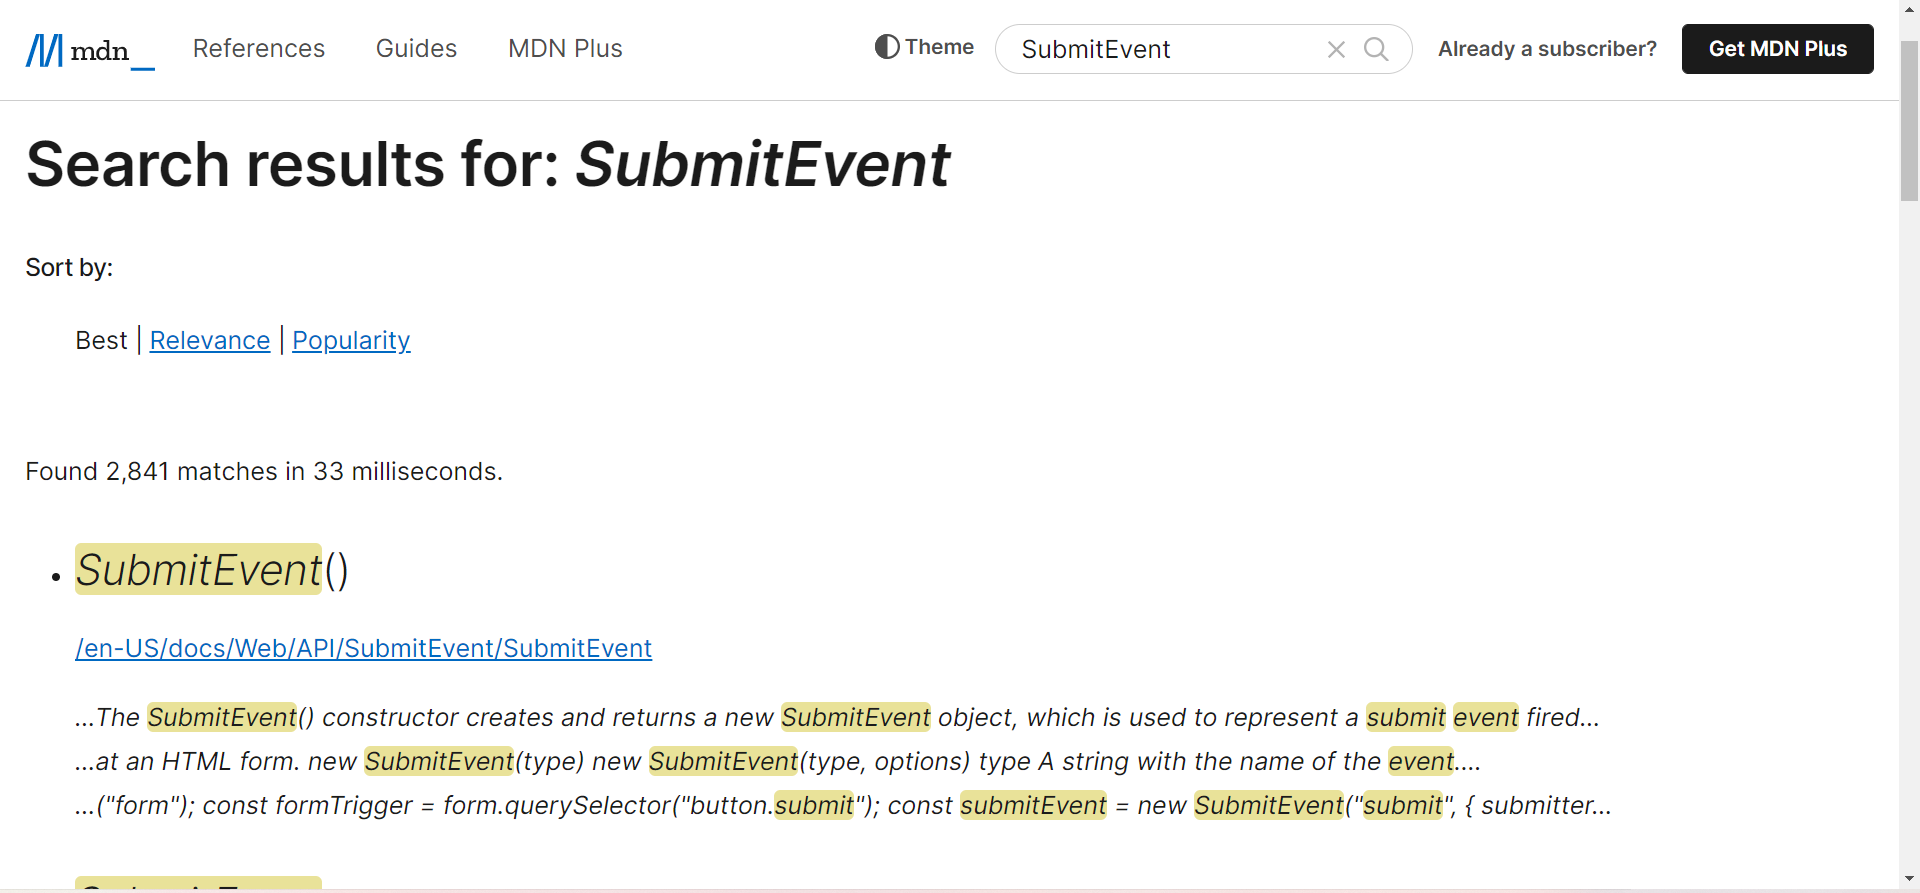 mdn_ References Guides MDN Plus Theme SubmitEvent Already a subscriber? Get MDN Plus
Search results for: SubmitEvent
Sort by:
Best | Relevance | Popularity
Found 2,841 matches in 33 milliseconds.
• SubmitEvent()
/en-US/docs/Web/API/SubmitEvent/SubmitEvent
…The SubmitEvent() constructor creates and returns a new SubmitEvent object, which is used to represent a submit event fired…
…at an HTML form. new SubmitEvent(type) new SubmitEvent(type, options) type A string with the name of the event.…
…("form"); const formTrigger = form.querySelector("button.submit"); const submitEvent = new SubmitEvent("submit", { submitter…